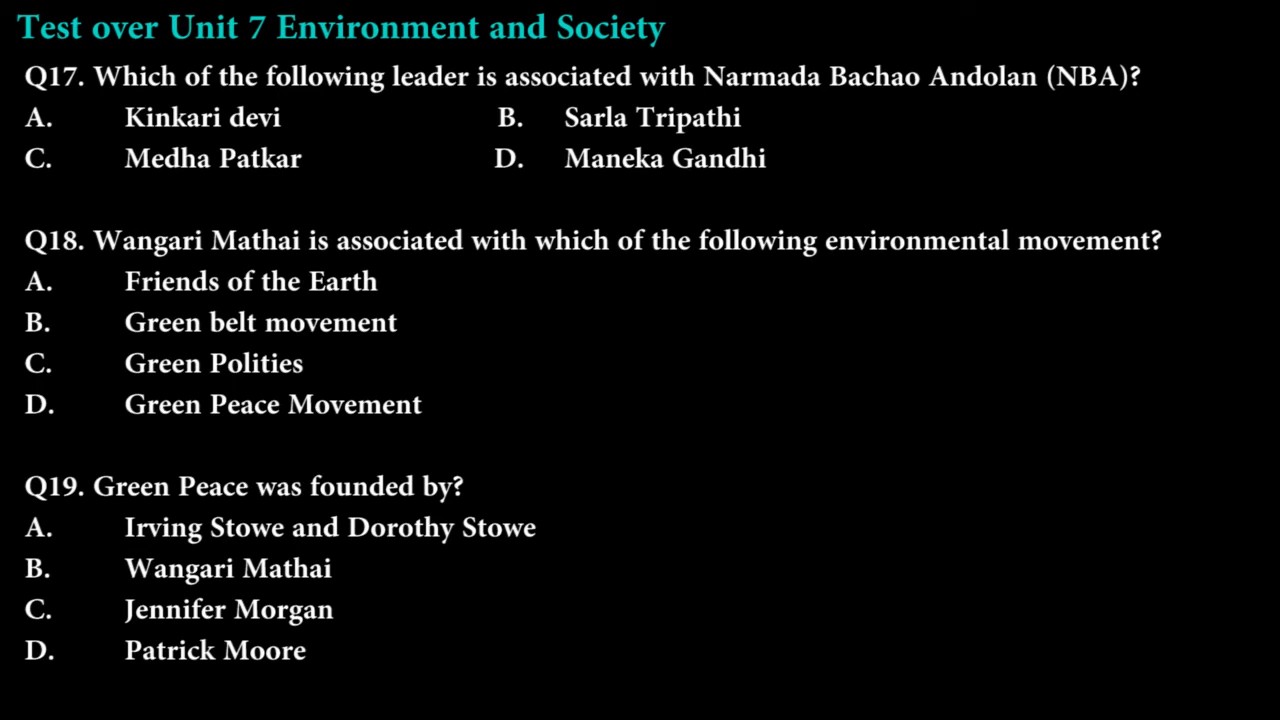 Test over Unit 7 Environment and Society
Q17. Which of the following leader is associated with Narmada Bachao Andolan (NBA)?
A. Kinkari devi B. Sarla Tripathi
C. Medha Patkar D. Maneka Gandhi
Q18. Wangari Mathai is associated with which of the following environmental movement?
A. Friends of the Earth
B. Green belt movement
C. Green Polities
D. Green Peace Movement
Q19. Green Peace was founded by?
A. Irving Stowe and Dorothy Stowe
B. Wangari Mathai
C. Jennifer Morgan
D. Patrick Moore